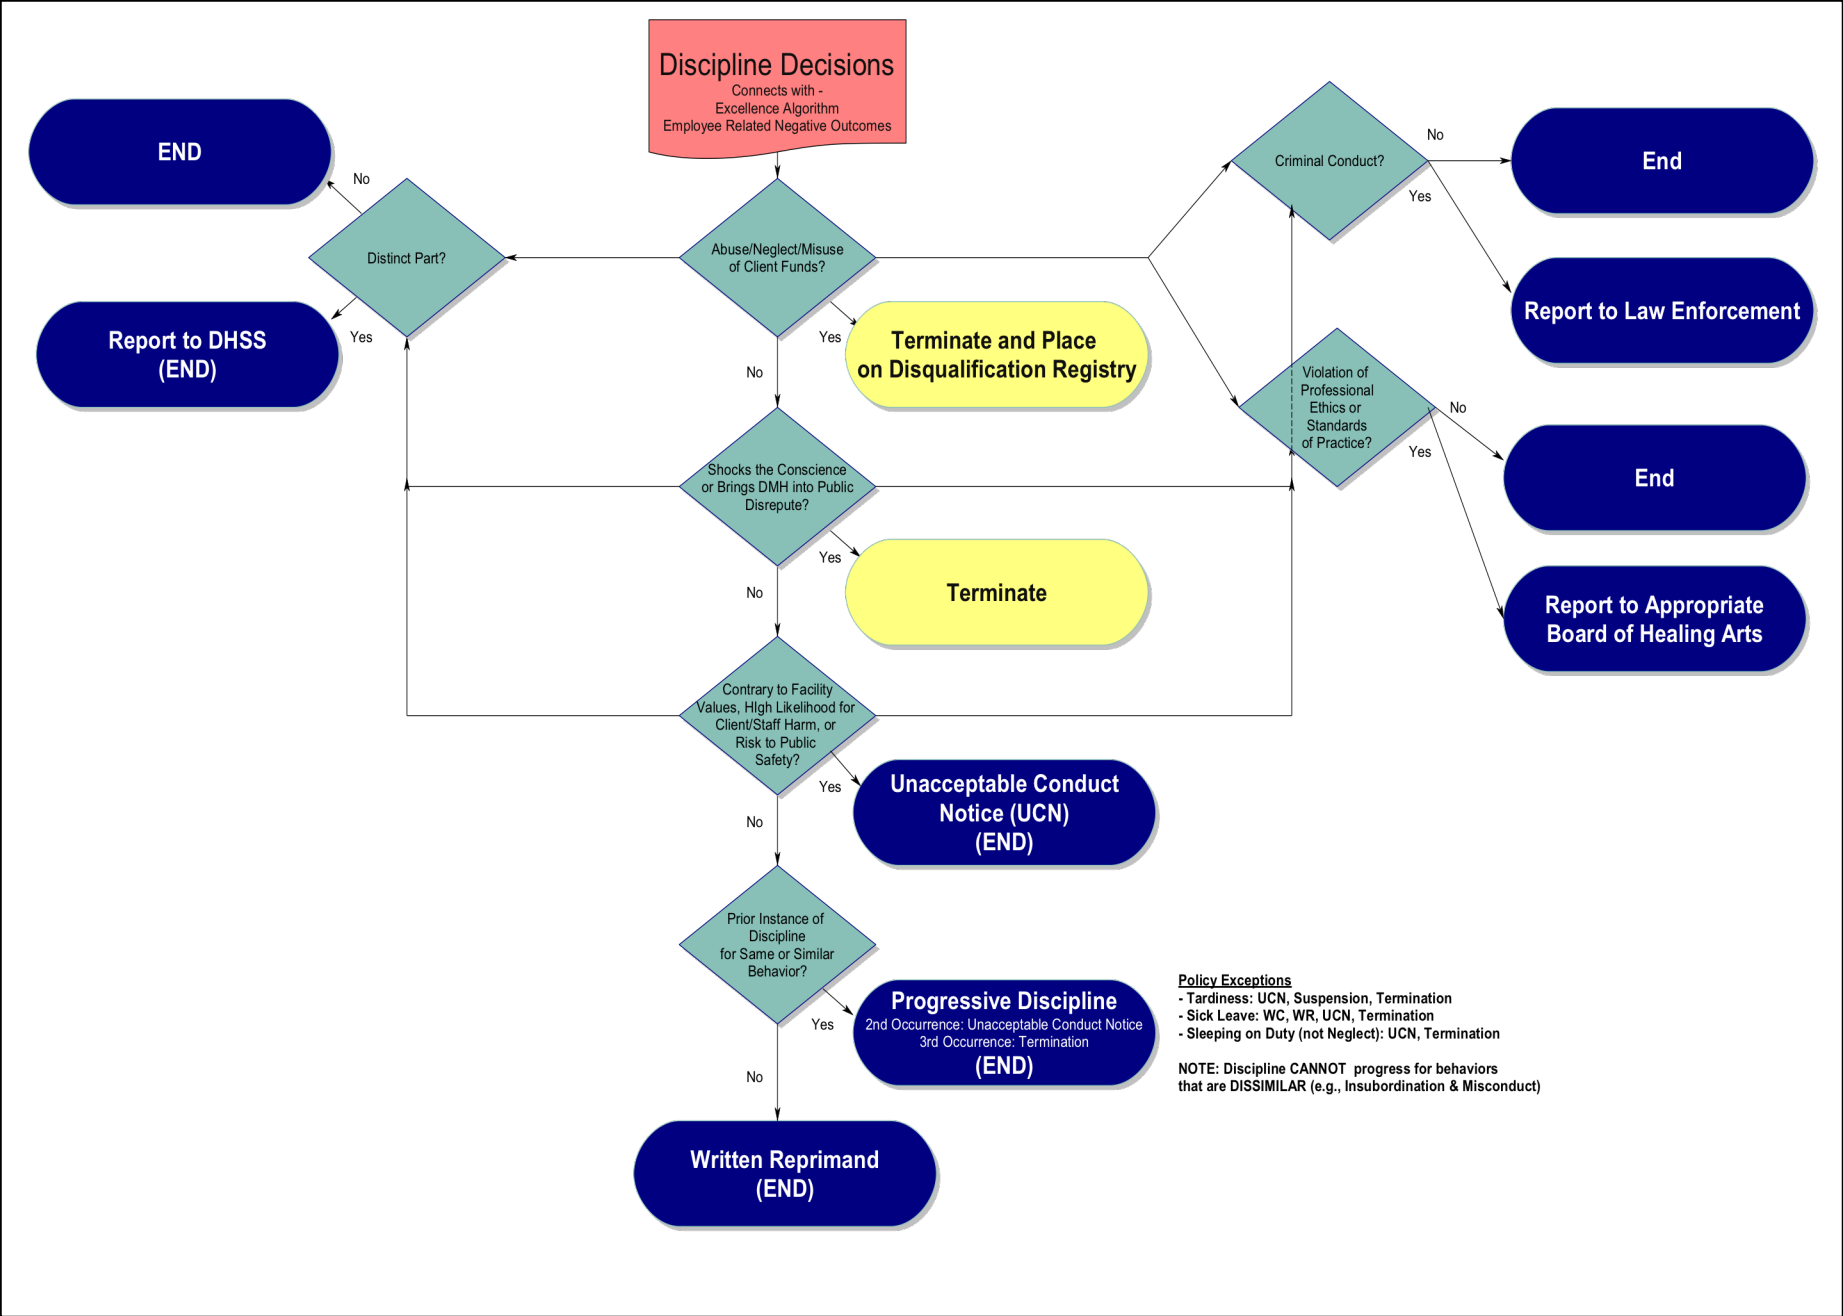 Discipline Decisions
Connects with -
Excellence Algorithm
Employee Related Negative Outcomes
END
No
Distinct Part?
Yes
Report to DHSS
(END)
Abuse/Neglect/Misuse
of Client Funds?
Yes
No
Terminate and Place
on Disqualification Registry
Criminal Conduct?
No
Yes
End
Report to Law Enforcement
Violation of
Professional
Ethics or
Standards
of Practice?
No
Yes
End
Report to Appropriate
Board of Healing Arts
Shocks the Conscience
or Brings DMH into Public
Disrepute?
Yes
No
Terminate
Contrary to Facility
Values, HIgh Likelihood for
Client/Staff Harm, or
Risk to Public
Safety?
Yes
No
Unacceptable Conduct
Notice (UCN)
(END)
Prior Instance of
Discipline
for Same or Similar
Behavior?
Yes
No
Progressive Discipline
2nd Occurrence: Unacceptable Conduct Notice
3rd Occurrence: Termination
(END)
Written Reprimand
(END)
Policy Exceptions
- Tardiness: UCN, Suspension, Termination
- Sick Leave: WC, WR, UCN, Termination
- Sleeping on Duty (not Neglect): UCN, Termination
NOTE: Discipline CANNOT progress for behaviors
that are DISSIMILAR (e.g., Insubordination & Misconduct)